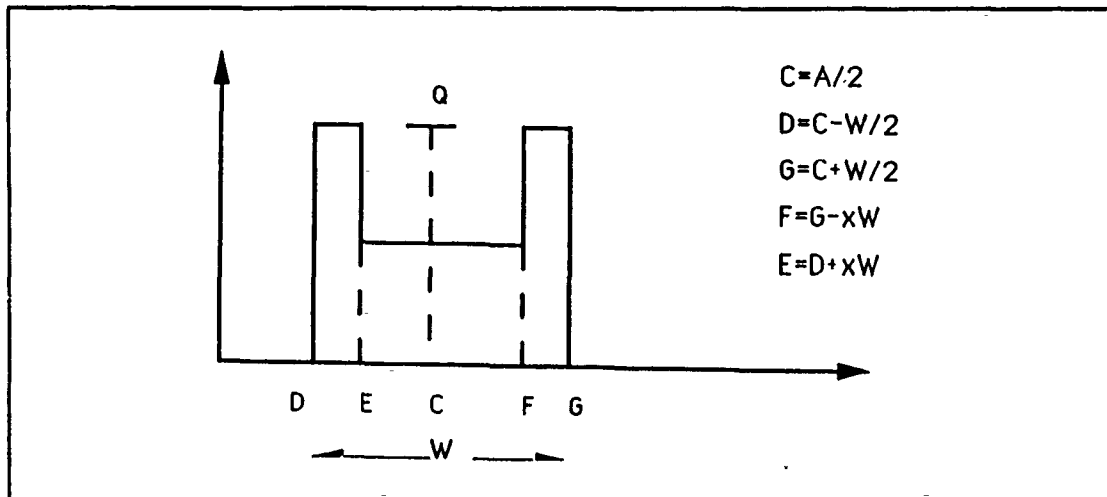 Q
C=A/2
D=C-W/2
G=C+W/2
F=G-xW
E=D+xW
D E C F G
W